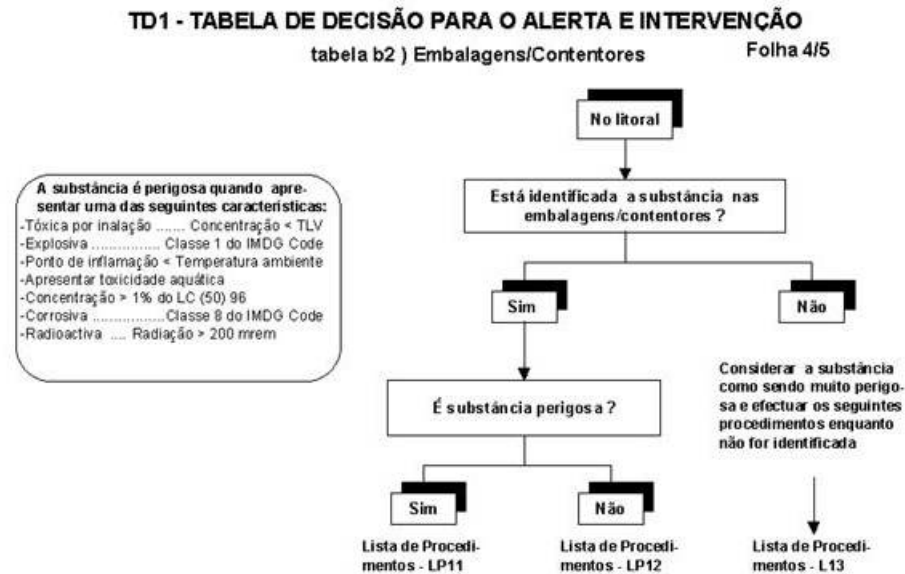 TD1 - TABELA DE DECISÃO PARA O ALERTA E INTERVENÇÃO
tabela b2 ) Embalagens/Contentores
Folha 4/5
No litoral
A substância é perigosa quando apre-
sentar uma das seguintes características:
-Tóxica por inalação ....... Concentração < TLV
-Explosiva ................ Classe 1 do IMDG Code
-Ponto de inflamação < Temperatura ambiente
-Apresentar toxicidade aquática
-Concentração > 1% do LC (50) 96
-Corrosiva .................Classe 8 do IMDG Code
-Radioactiva .... Radiação > 200 mrem
Está identificada a substância nas
embalagens/contentores ?
Sim
Não
É substância perigosa ?
Considerar a substância
como sendo muito perigo-
sa e efectuar os seguintes
procedimentos enquanto
não for identificada
Sim
Não
Lista de Procedi-
mentos - LP11
Lista de Procedi-
mentos - LP12
Lista de Procedi-
mentos - L13